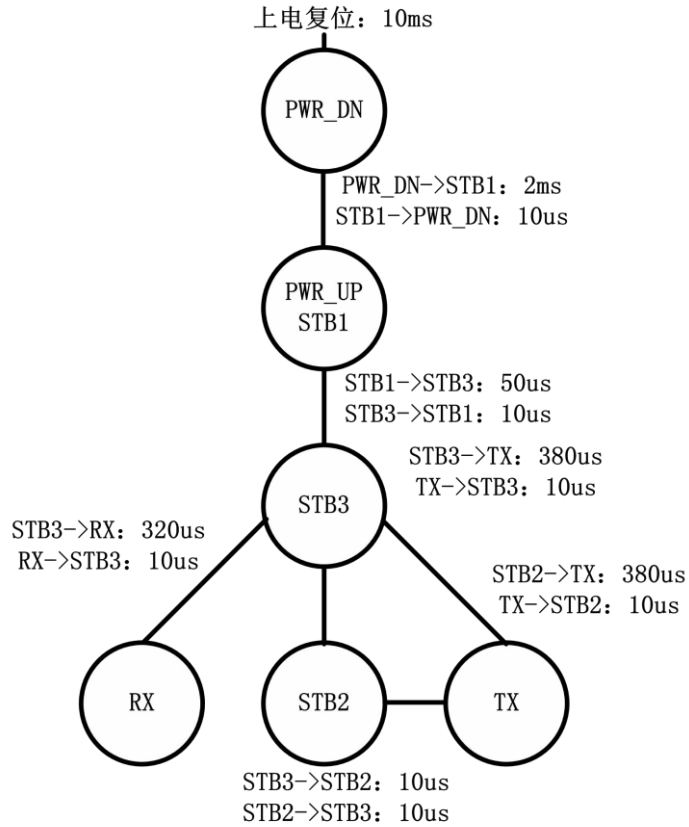 上电复位：10ms
PWR_DN
PWR_DN->STB1：2ms
STB1->PWR_DN：10us
PWR_UP
STB1
STB1->STB3：50us
STB3->STB1：10us
STB3->TX：380us
TX->STB3：10us
STB3
STB3->RX：320us
RX->STB3：10us
STB2->TX：380us
TX->STB2：10us
RX
STB2
TX
STB3->STB2：10us
STB2->STB3：10us